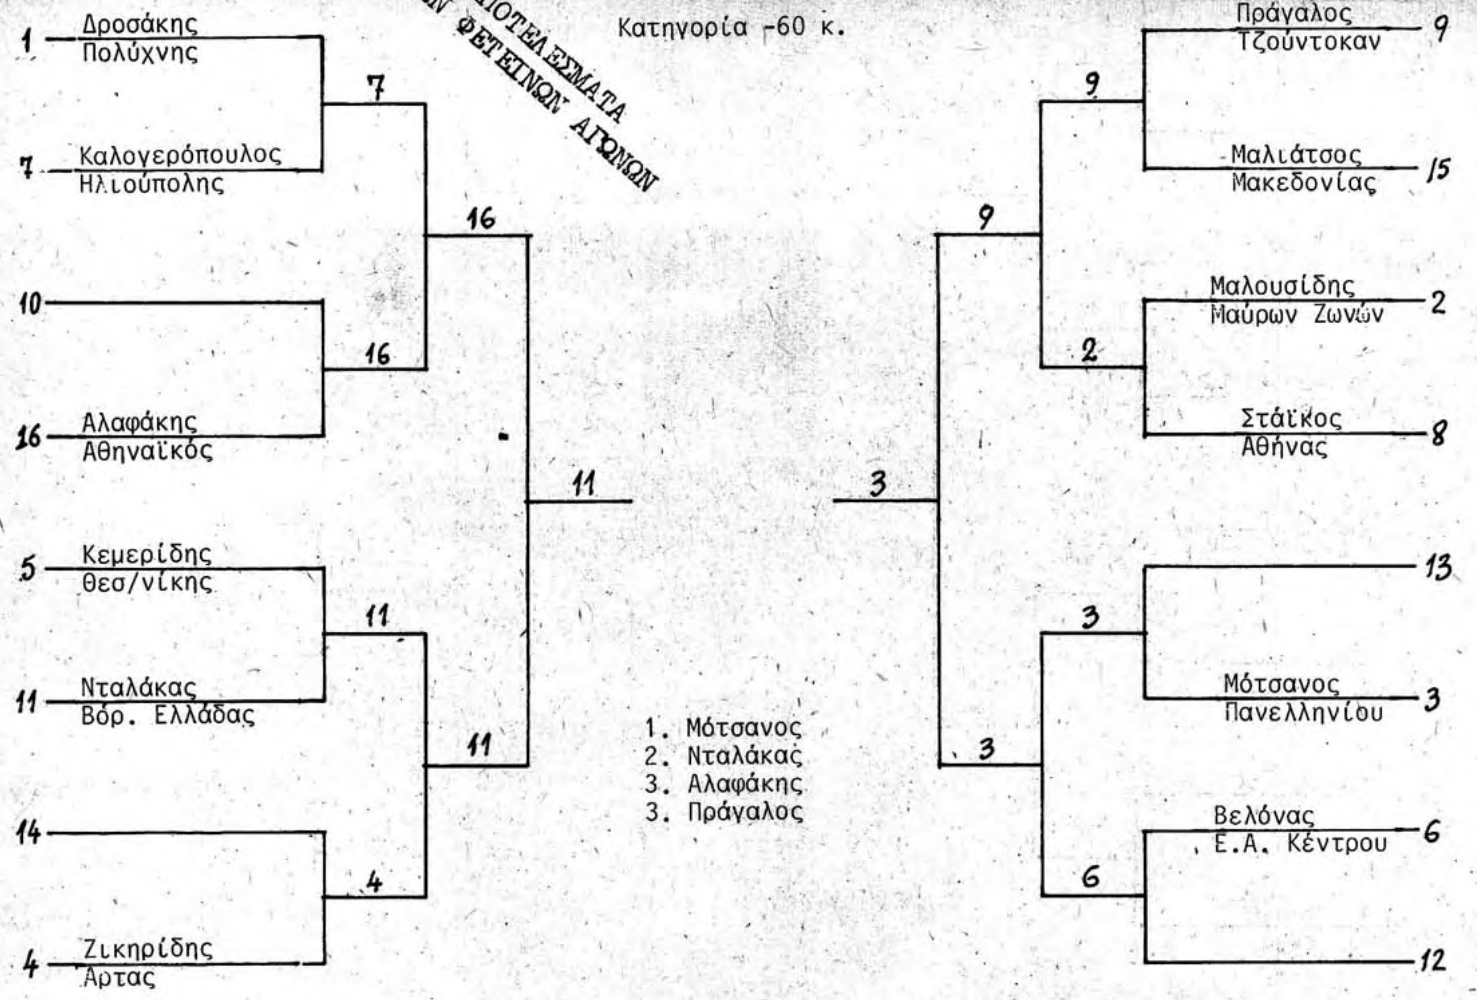 ΑΠΟΤΕΛΕΣΜΑΤΑ
ΦΕΤΕΙΝΩΝ ΑΓΩΝΩΝ
Κατηγορία -60 κ.
1 Δροσάκης
Πολύχνης
7
7 Καλογερόπουλος
Ηλιούπολης
16
10
16
16 Αλαφάκης
Αθηναϊκός
11
5 Κεμερίδης
Θεσ/νίκης
11
11 Νταλάκας
Βόρ. Ελλάδας
11
14
4
4 Ζικηρίδης
Αρτας
1. Μότσανος
2. Νταλάκας
3. Αλαφάκης
3. Πράγαλος
Πράγαλος 9
Τζούντοκαν
9
Μαλιάτσος 15
Μακεδονίας
9
Μαλουσίδης 2
Μαύρων Ζωνών
2
Στάϊκος 8
Αθήνας
3
13
3
Μότσανος 3
Πανελληνίου
3
Βελόνας 6
Ε.Α. Κέντρου
6
12